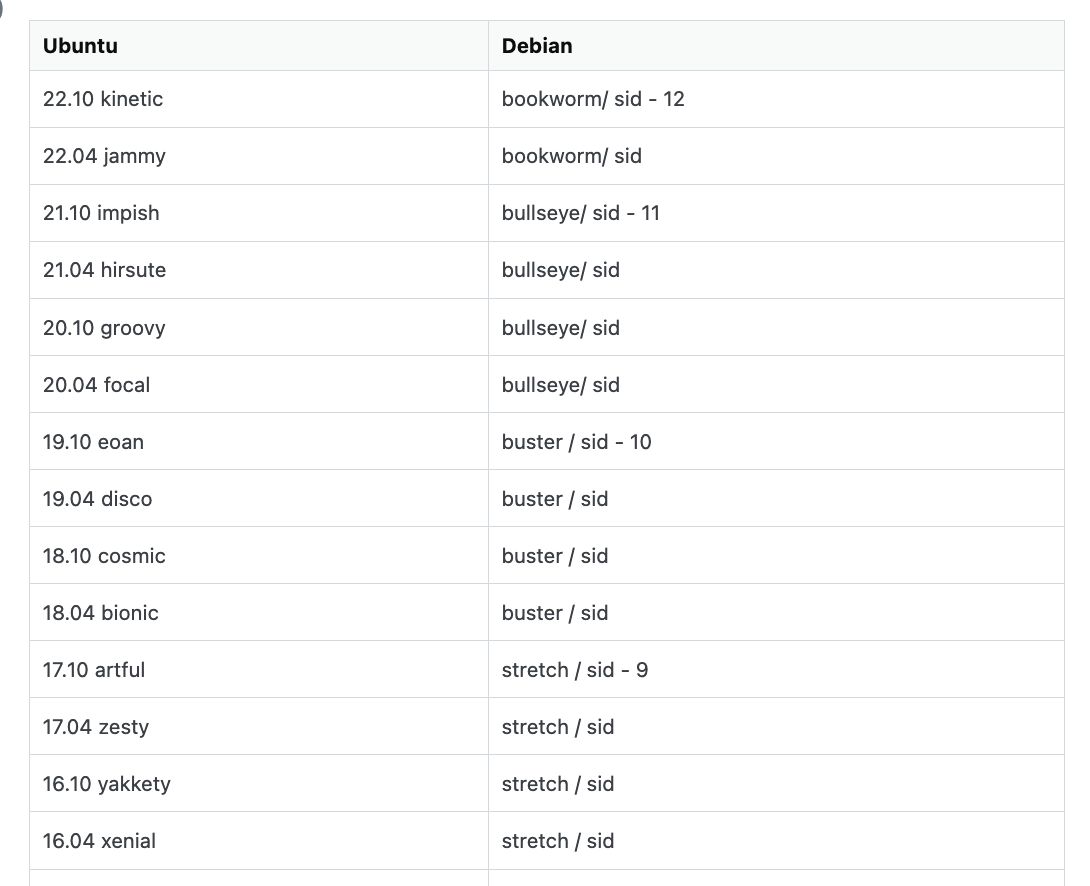 Ubuntu Debian
22.10 kinetic bookworm/ sid - 12
22.04 jammy bookworm/ sid
21.10 impish bullseye/ sid - 11
21.04 hirsute bullseye/ sid
20.10 groovy bullseye/ sid
20.04 focal bullseye/ sid
19.10 eoan buster / sid - 10
19.04 disco buster / sid
18.10 cosmic buster / sid
18.04 bionic buster / sid
17.10 artful stretch / sid - 9
17.04 zesty stretch / sid
16.10 yakkety stretch / sid
16.04 xenial stretch / sid